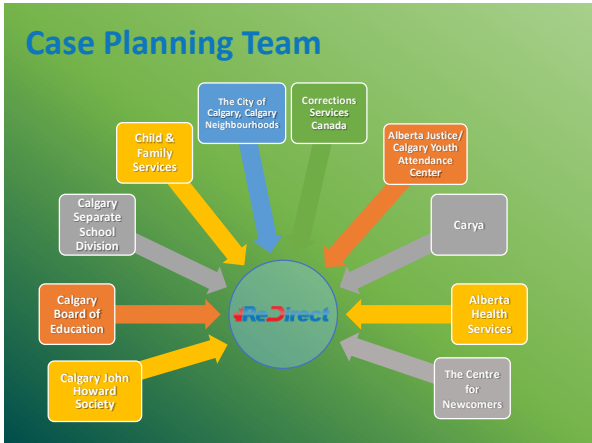 Case Planning Team
The City of
Calgary, Calgary
Neighbourhoods
Corrections
Services
Canada
Child &
Family
Services
Alberta Justice/
Calgary Youth
Attendance
Center
Calgary
Separate
School
Division
Carya
Calgary
Board of
Education
ReDirect
Alberta
Health
Services
Calgary John
Howard
Society
The Centre
for
Newcomers